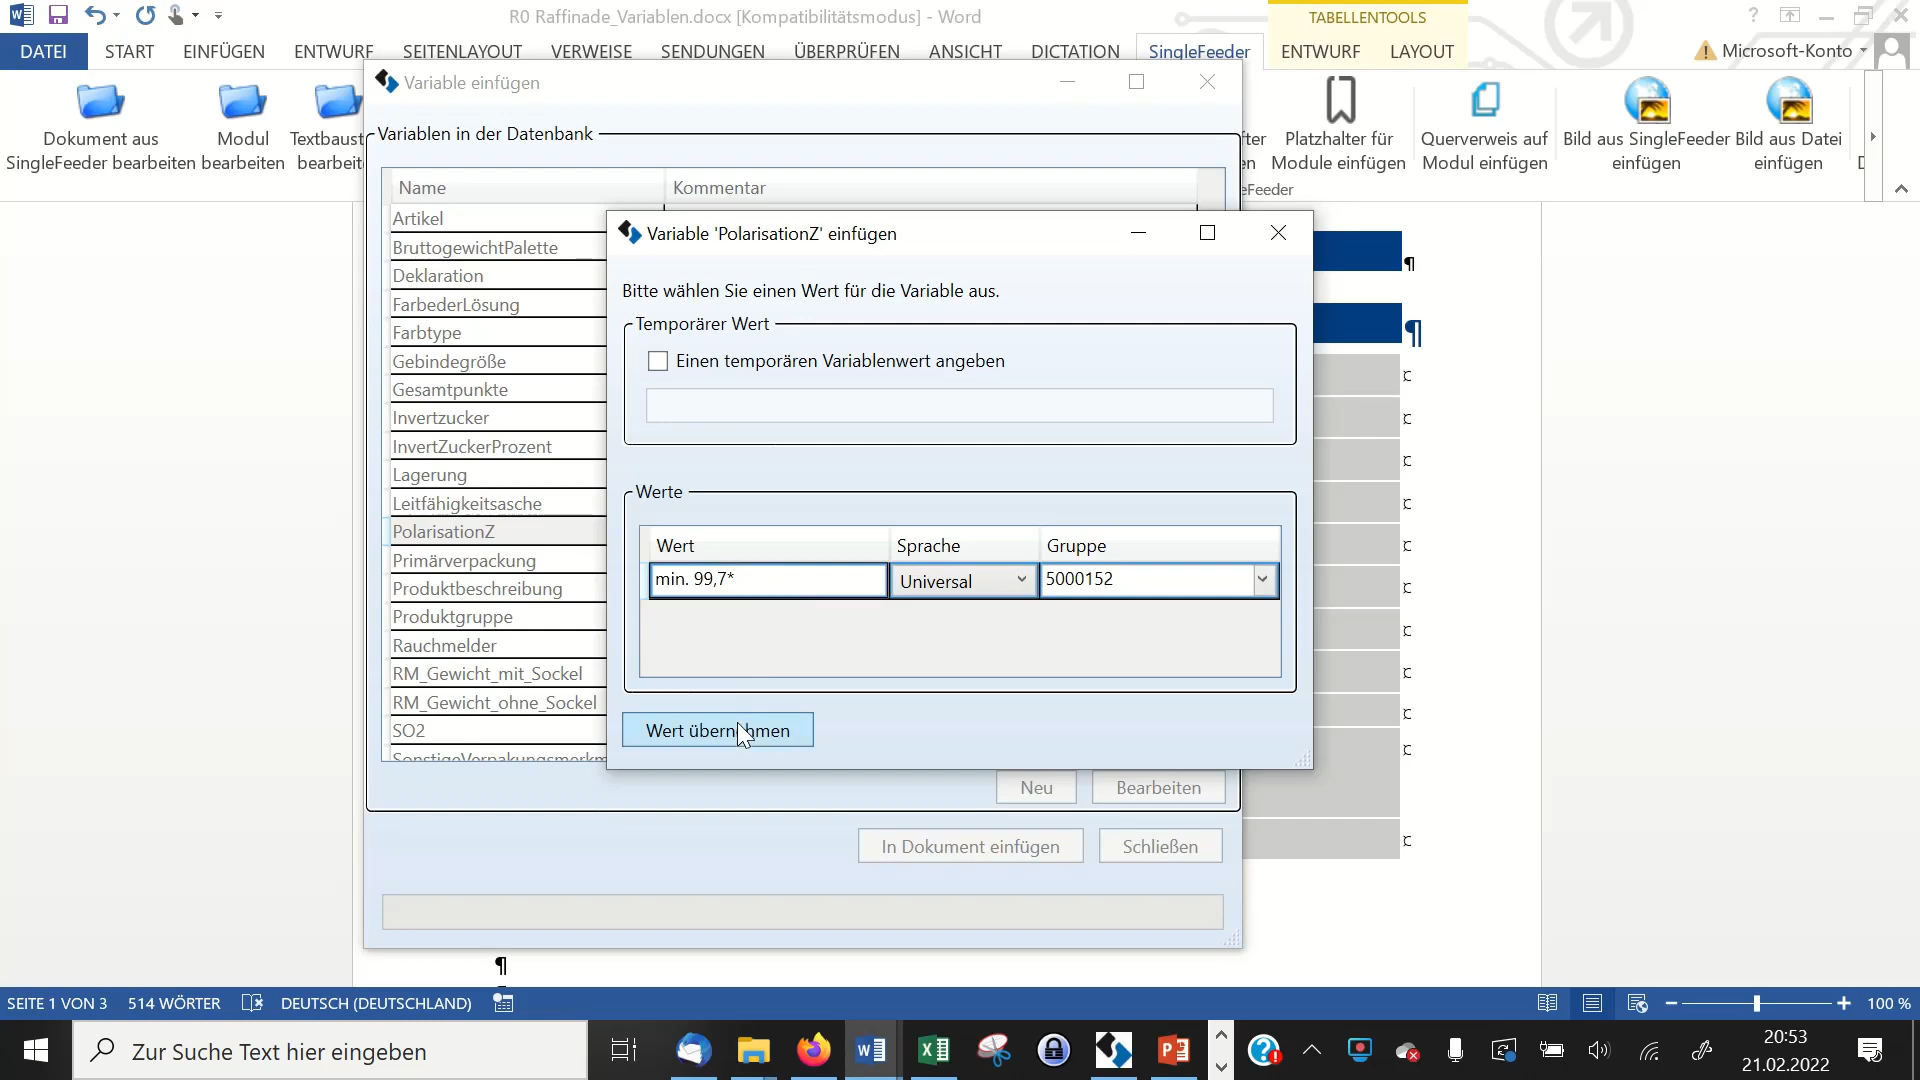 R0 Raffinade_Variablen.docx [Kompatibilitätsmodus] - Word
TABELLENTOOLS
DATEI START EINFÜGEN ENTWURF SEITENLAYOUT VERWEISE SENDUNGEN ÜBERPRÜFEN ANSICHT DICTATION SingleFeeder ENTWURF LAYOUT Microsoft-Konto
Variable einfügen
Dokument aus
SingleFeeder bearbeiten
Modul
bearbeiten
Platzhalter für
Module einfügen
Querverweis auf
Modul einfügen
Bild aus SingleFeeder
einfügen
Bild aus Datei
einfügen
Variablen in der Datenbank
Name Kommentar
Artikel
BruttogewichtPalette
Deklaration
FarbederLösung
Farbtype
Gebindegröße
Gesamtpunkte
Invertzucker
InvertZuckerProzent
Lagerung
Leitfähigkeitsasche
PolarisationZ
Primärverpackung
Produktbeschreibung
Produktgruppe
Rauchmelder
RM_Gewicht_mit_Sockel
RM_Gewicht_ohne_Sockel
SO2
Variable 'PolarisationZ' einfügen
Bitte wählen Sie einen Wert für die Variable aus.
Temporärer Wert
Einen temporären Variablenwert angeben
Werte
Wert Sprache Gruppe
min. 99,7* Universal 5000152
Wert übernehmen
Neu Bearbeiten
In Dokument einfügen Schließen
SEITE 1 VON 3 514 WÖRTER DEUTSCH (DEUTSCHLAND) 100 %
Zur Suche Text hier eingeben
20:53
21.02.2022